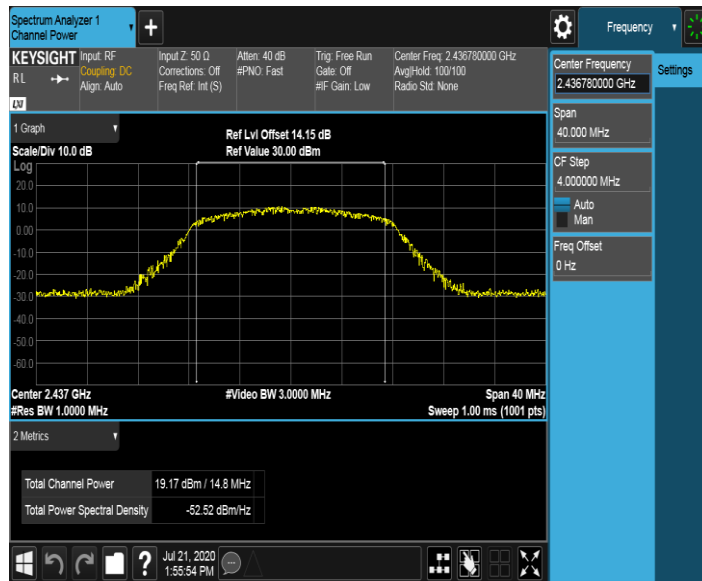 Spectrum Analyzer 1
Channel Power
+
Frequency
KEYSIGHT
RL
LXI
Input: RF
Coupling: DC
Align: Auto
Input Z: 50 Ω
Corrections: Off
Freq Ref: Int (S)
Atten: 40 dB
#PNO: Fast
Trig: Free Run
Gate: Off
#IF Gain: Low
Center Freq: 2.436780000 GHz
Avg|Hold: 100/100
Radio Std: None
Center Frequency
2.436780000 GHz
Settings
Span
40.000 MHz
CF Step
4.000000 MHz
Auto
Man
Freq Offset
0 Hz
1 Graph
Scale/Div 10.0 dB
Ref Lvl Offset 14.15 dB
Ref Value 30.00 dBm
Log
20.0
10.0
0.00
-10.0
-20.0
-30.0
-40.0
-50.0
-60.0
Center 2.437 GHz
#Video BW 3.0000 MHz
Span 40 MHz
#Res BW 1.0000 MHz
Sweep 1.00 ms (1001 pts)
2 Metrics
Total Channel Power 19.17 dBm / 14.8 MHz
Total Power Spectral Density -52.52 dBm/Hz
?
Jul 21, 2020
1:55:54 PM